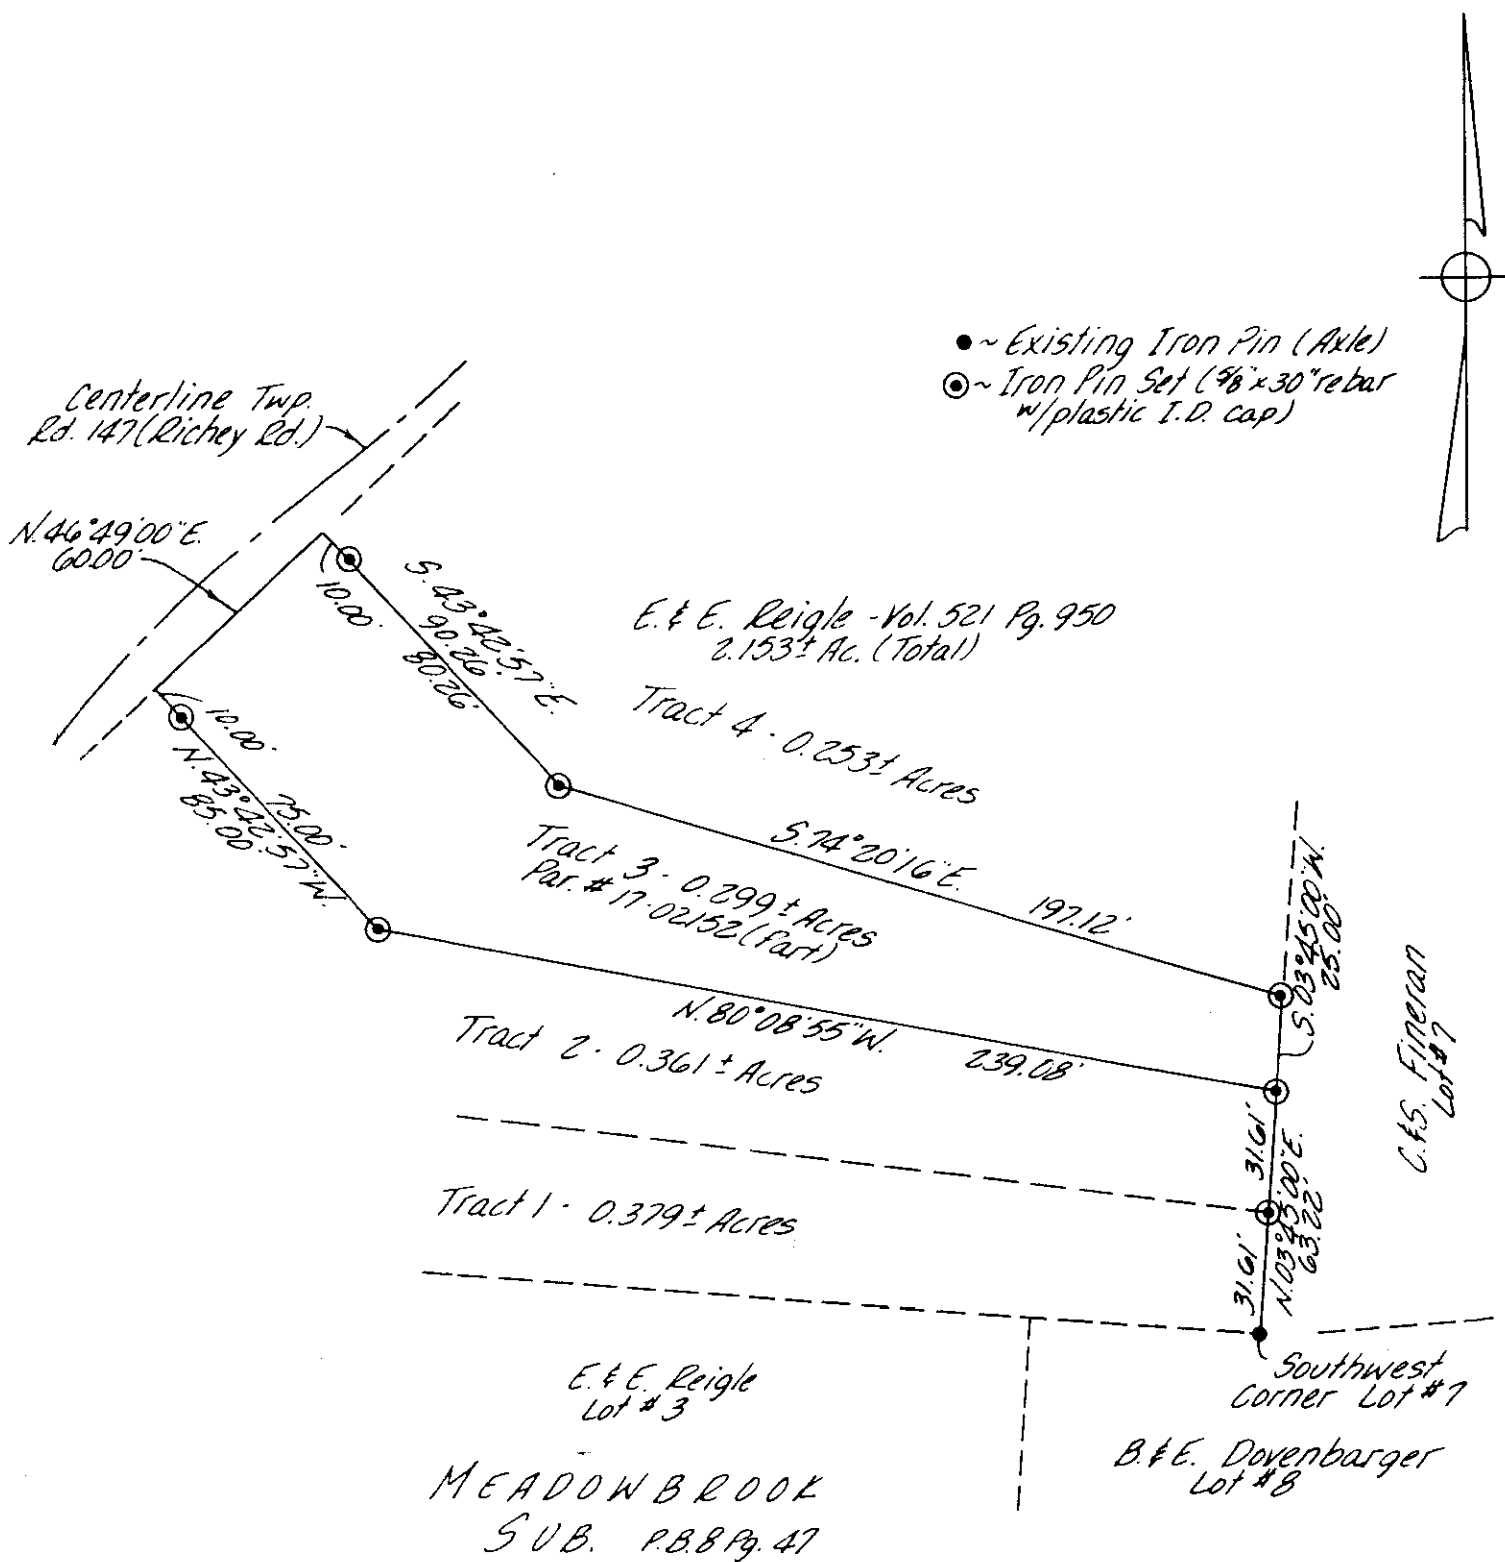 ● ~ Existing Iron Pin (Axle)
◉ ~ Iron Pin Set (5/8"x30" rebar
w/plastic I.D. cap)
Centerline Twp.
Rd. 147 (Richey Rd.)
N.46°49'00"E.
60.00'
10.00'
S.43°42'57"E.
90.26'
80.26'
E. & E. Reigle - Vol. 521 Pg. 950
2.153± Ac. (Total)
Tract 4 - 0.253± Acres
10.00'
75.00'
N.43°42'57"W.
85.00'
Tract 3 - 0.299± Acres
Par. # 17-02152 (Part)
S.74°20'16"E.
197.12'
S.03°45'00"W.
25.00'
N.80°08'55"W.
239.08'
Tract 2 - 0.361± Acres
C. & S. Fineran
Lot #7
31.61'
N.03°45'00"E.
63.22'
Tract 1 - 0.379± Acres
31.61'
Southwest
Corner Lot #7
E. & E. Reigle
Lot #3
B. & E. Dovenbarger
Lot #8
MEADOWBROOK
SUB. P.B.8 Pg. 47